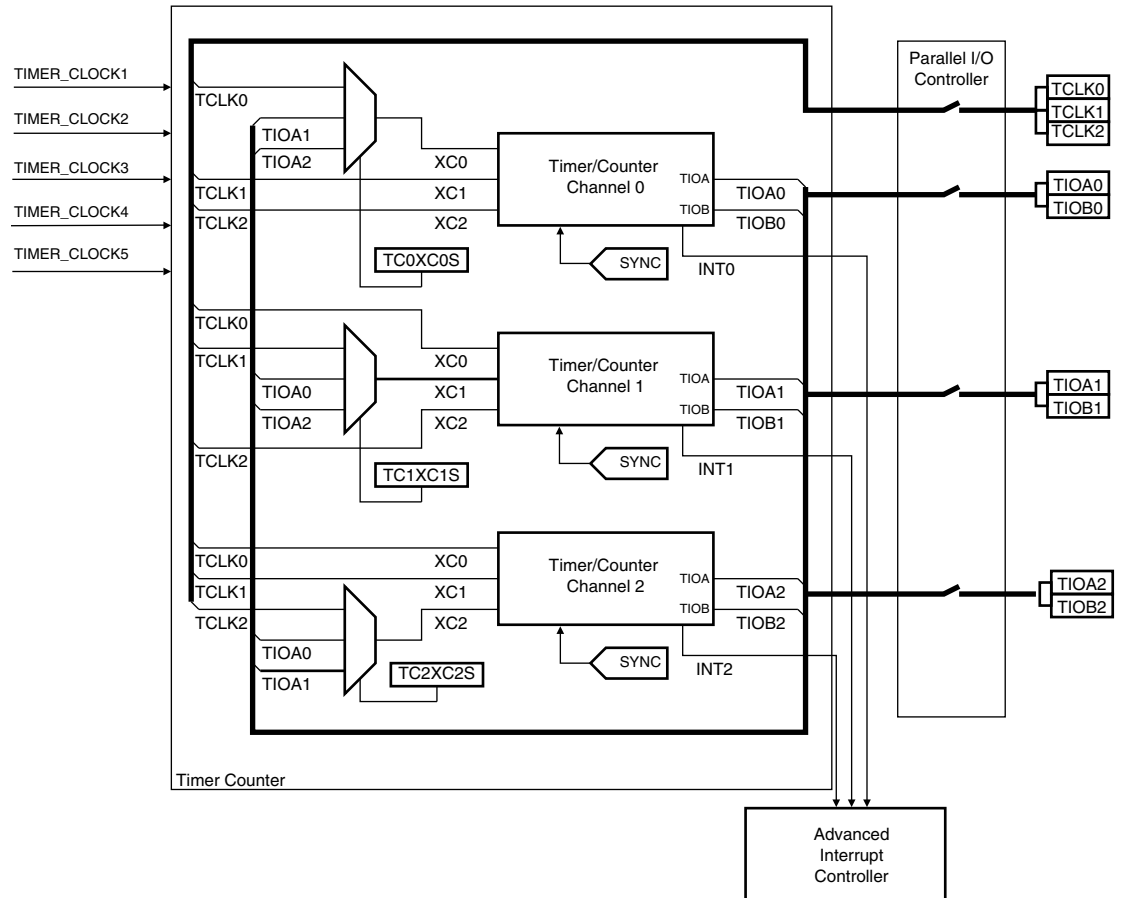 TIMER_CLOCK1
TIMER_CLOCK2
TIMER_CLOCK3
TIMER_CLOCK4
TIMER_CLOCK5
TCLK0
TIOA1
TIOA2
TCLK1
TCLK2
XC0
XC1
XC2
TC0XC0S
Timer/Counter
Channel 0
TIOA
TIOB
TIOA0
TIOB0
SYNC
INT0
TCLK0
TCLK1
TIOA0
TIOA2
TCLK2
XC0
XC1
XC2
TC1XC1S
Timer/Counter
Channel 1
TIOA
TIOB
TIOA1
TIOB1
SYNC
INT1
TCLK0
TCLK1
TCLK2
TIOA0
TIOA1
XC0
XC1
XC2
TC2XC2S
Timer/Counter
Channel 2
TIOA
TIOB
TIOA2
TIOB2
SYNC
INT2
Timer Counter
Parallel I/O
Controller
TCLK0
TCLK1
TCLK2
TIOA0
TIOB0
TIOA1
TIOB1
TIOA2
TIOB2
Advanced
Interrupt
Controller